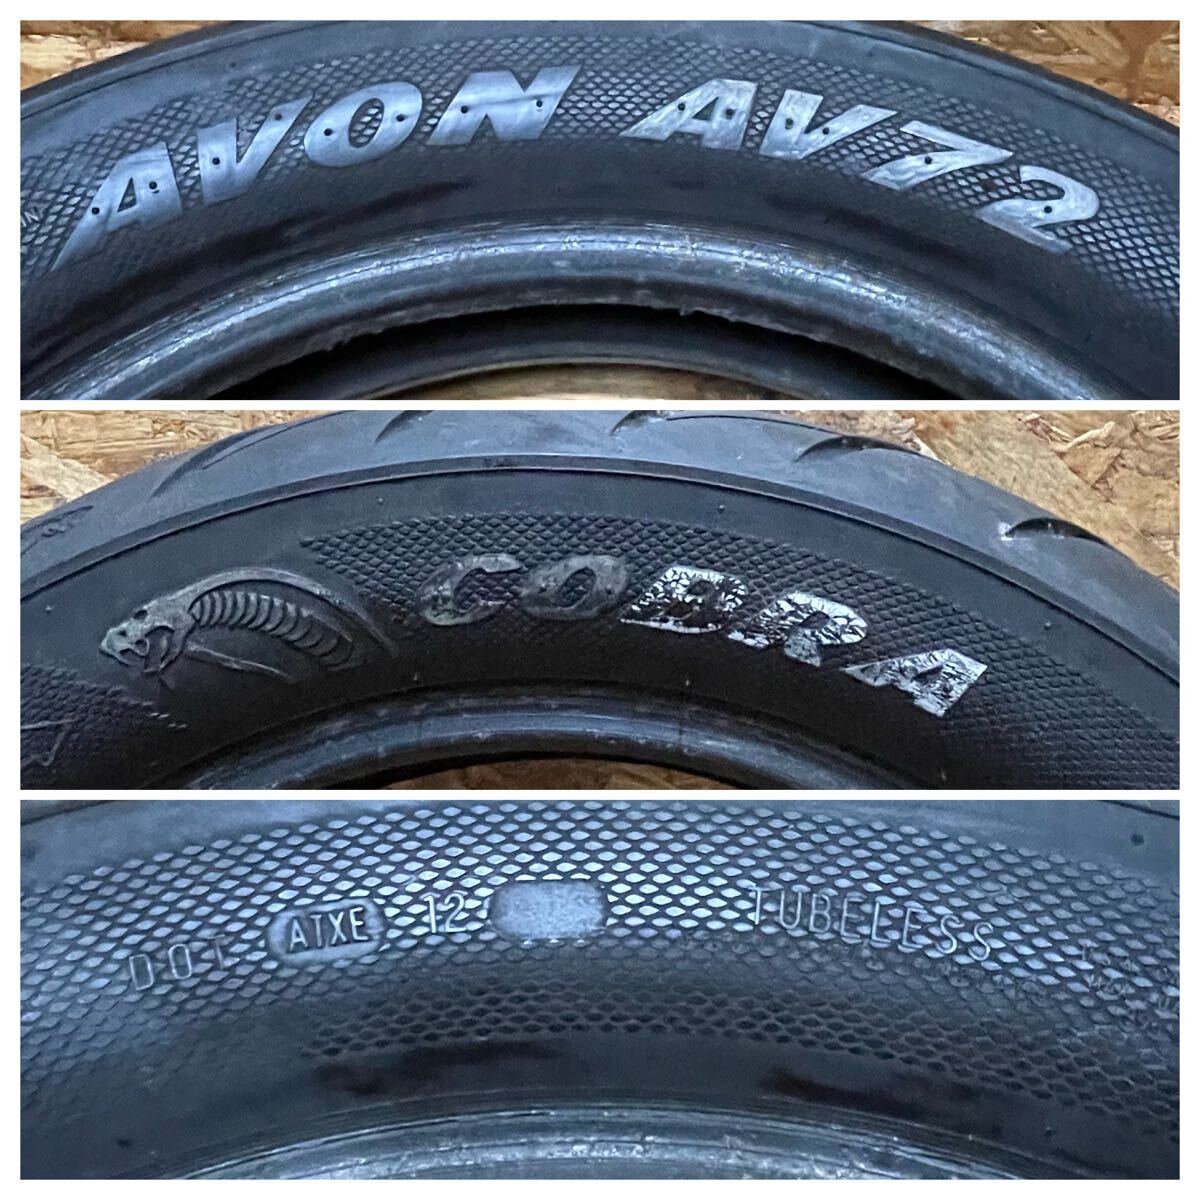 AVON AV72
COBRA
DOT ATXE 12 TUBELESS